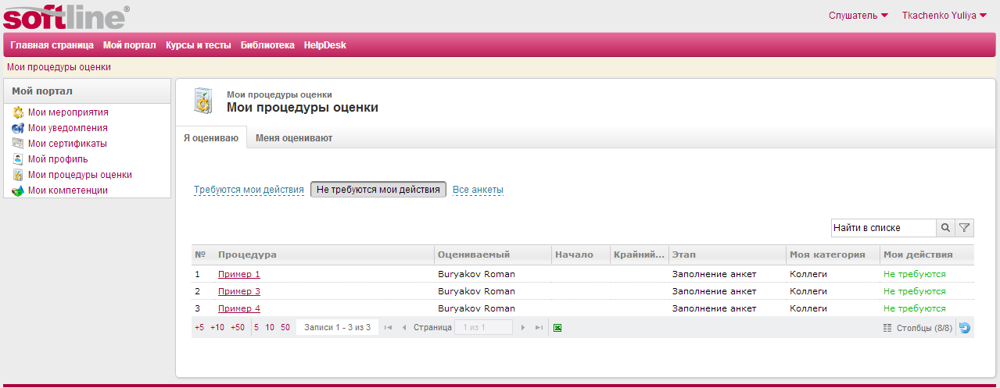 softline®
Слушатель Tkachenko Yuliya
Главная страница Мой портал Курсы и тесты Библиотека HelpDesk
Мои процедуры оценки
Мой портал
Мои мероприятия
Мои уведомления
Мои сертификаты
Мой профиль
Мои процедуры оценки
Мои компетенции
Мои процедуры оценки
Мои процедуры оценки
Я оцениваю Меня оценивают
Требуются мои действия Не требуются мои действия Все анкеты
Найти в списке
№ Процедура Оцениваемый Начало Крайний... Этап Моя категория Мои действия
1 Пример 1 Buryakov Roman Заполнение анкет Коллеги Не требуются
2 Пример 3 Buryakov Roman Заполнение анкет Коллеги Не требуются
3 Пример 4 Buryakov Roman Заполнение анкет Коллеги Не требуются
+5 +10 +50 5 10 50 Записи 1 - 3 из 3 Страница 1 из 1 Столбцы (8/8)